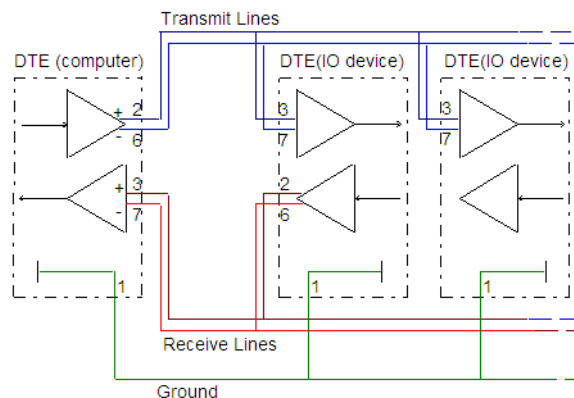 Transmit Lines
DTE (computer)
DTE(IO device)
DTE(IO device)
+
2
-
6
3
7
3
7
+
3
-
7
2
6
1
1
1
Receive Lines
Ground